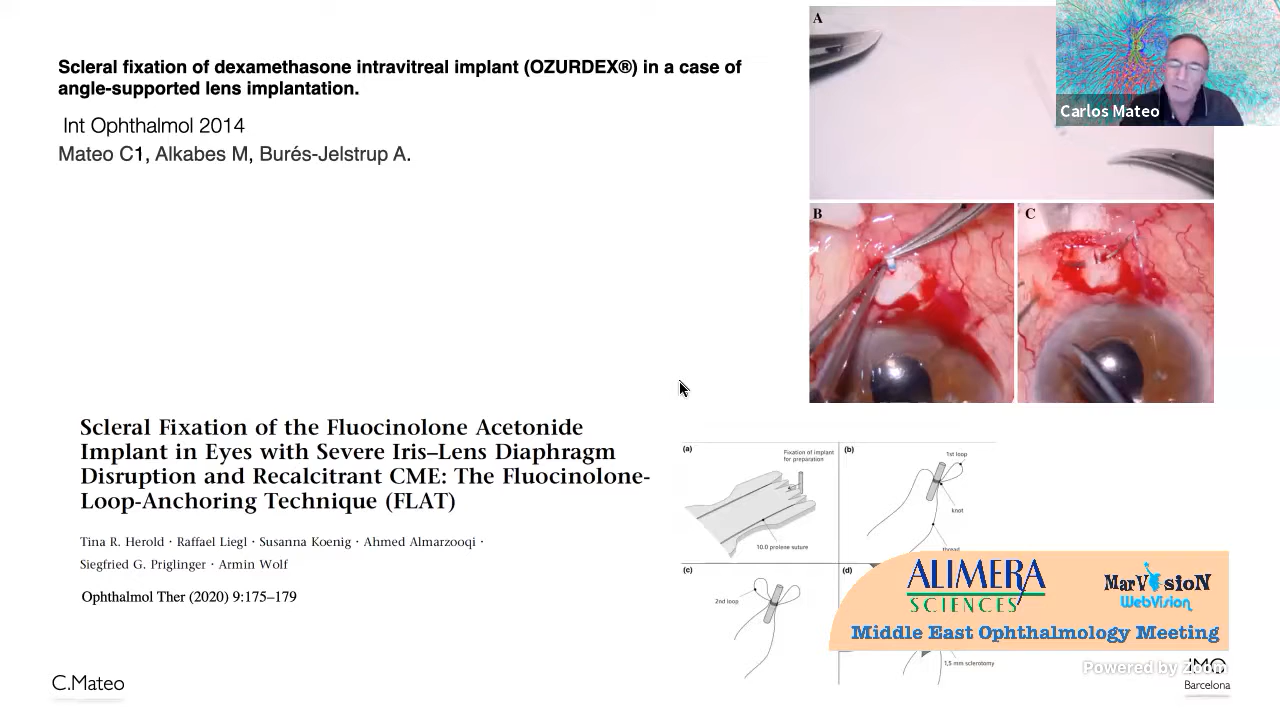 Scleral fixation of dexamethasone intravitreal implant (OZURDEX®) in a case of
angle-supported lens implantation.
Int Ophthalmol 2014
Mateo C1, Alkabes M, Burés-Jelstrup A.
A
Carlos Mateo
B
C
Scleral Fixation of the Fluocinolone Acetonide
Implant in Eyes with Severe Iris–Lens Diaphragm
Disruption and Recalcitrant CME: The Fluocinolone-
Loop-Anchoring Technique (FLAT)
Tina R. Herold · Raffael Liegl · Susanna Koenig · Ahmed Almarzooqi ·
Siegfried G. Priglinger · Armin Wolf
Ophthalmol Ther (2020) 9:175–179
(a)
Fixation of implant
for preparation
10.0 prolene suture
(b)
1st loop
knot
thread
(c)
2nd loop
(d)
1,5 mm sclerotomy
ALIMERA
SCIENCES
MarVisioN
WebVision
Middle East Ophthalmology Meeting
Powered by Zoom
C.Mateo
IMO
Barcelona